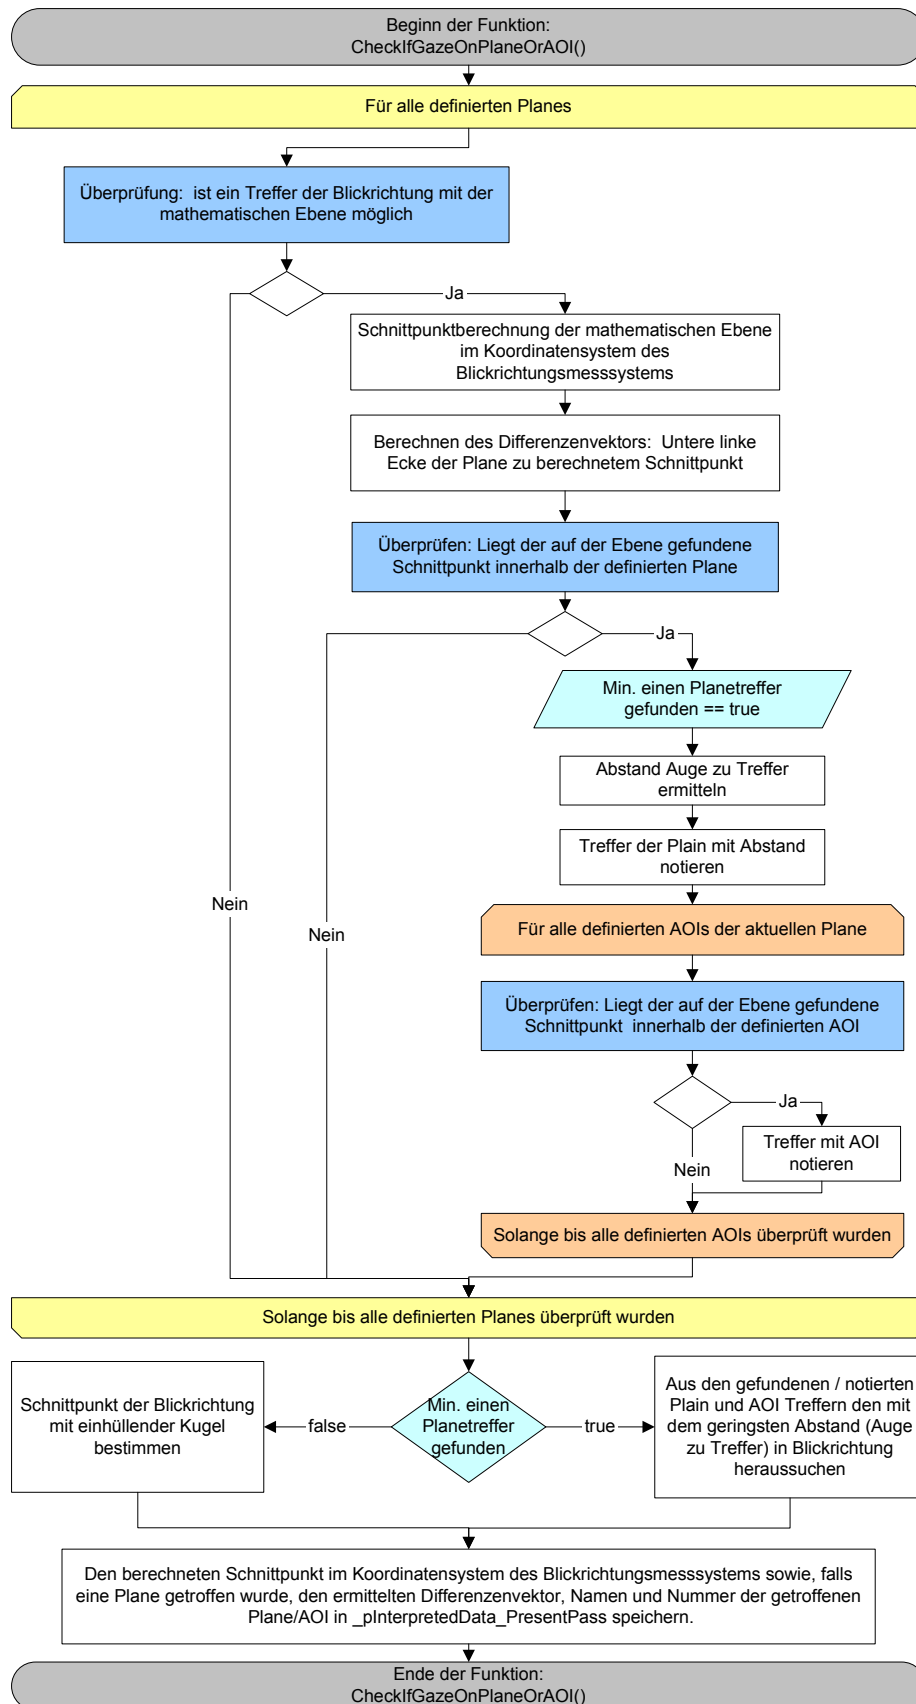 Beginn der Funktion:
CheckIfGazeOnPlaneOrAOI()
Für alle definierten Planes
Überprüfung: ist ein Treffer der Blickrichtung mit der
mathematischen Ebene möglich
Ja
Schnittpunktberechnung der mathematischen Ebene
im Koordinatensystem des
Blickrichtungsmesssystems
Berechnen des Differenzenvektors: Untere linke
Ecke der Plane zu berechnetem Schnittpunkt
Überprüfen: Liegt der auf der Ebene gefundene
Schnittpunkt innerhalb der definierten Plane
Ja
Min. einen Planetreffer
gefunden == true
Abstand Auge zu Treffer
ermitteln
Treffer der Plain mit Abstand
notieren
Nein
Nein
Für alle definierten AOIs der aktuellen Plane
Überprüfen: Liegt der auf der Ebene gefundene
Schnittpunkt innerhalb der definierten AOI
Ja
Treffer mit AOI
notieren
Nein
Solange bis alle definierten AOIs überprüft wurden
Solange bis alle definierten Planes überprüft wurden
Schnittpunkt der Blickrichtung
mit einhüllender Kugel
bestimmen
false
Min. einen
Planetreffer
gefunden
true
Aus den gefundenen / notierten
Plain und AOI Treffern den mit
dem geringsten Abstand (Auge
zu Treffer) in Blickrichtung
heraussuchen
Den berechneten Schnittpunkt im Koordinatensystem des Blickrichtungsmesssystems sowie, falls
eine Plane getroffen wurde, den ermittelten Differenzenvektor, Namen und Nummer der getroffenen
Plane/AOI in _pInterpretedData_PresentPass speichern.
Ende der Funktion:
CheckIfGazeOnPlaneOrAOI()